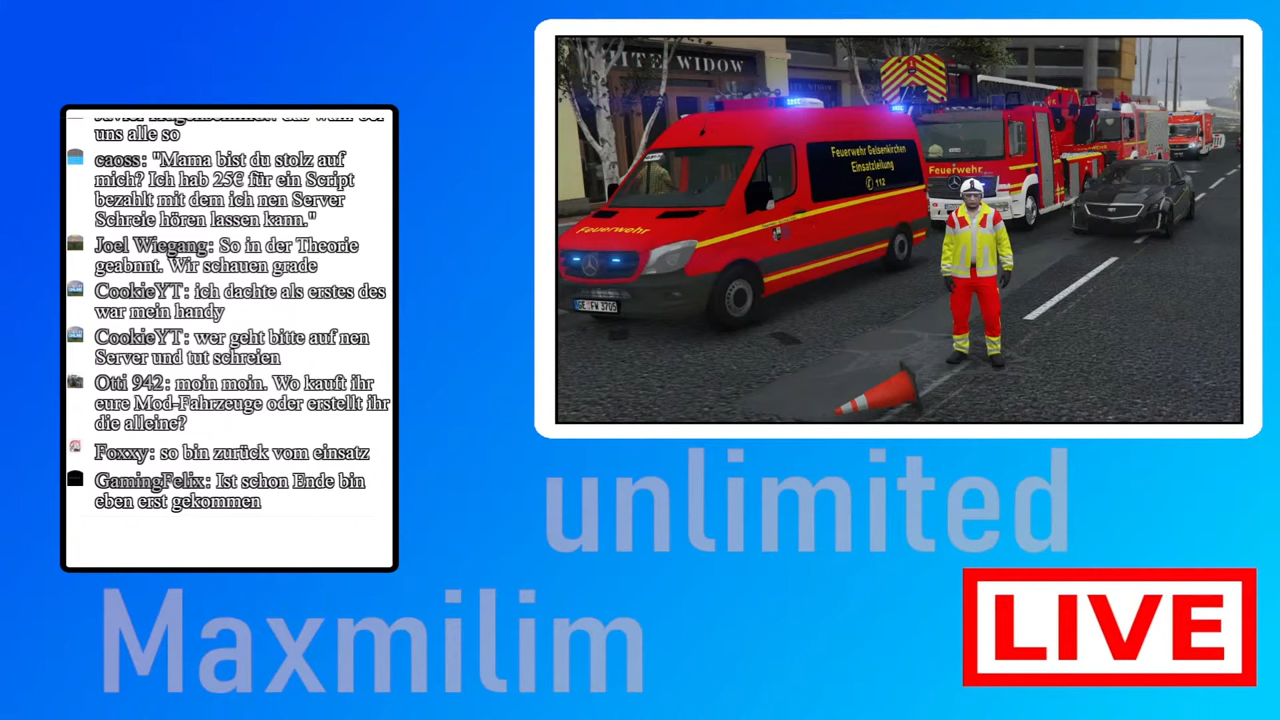 uns alle so
caoss: "Mama bist du stolz auf
mich? Ich hab 25€ für ein Script
bezahlt mit dem ich nen Server
Schreie hören lassen kann."
Joel Wiegang: So in der Theorie
geabnnt. Wir schauen grade
CookieYT: ich dachte als erstes des
war mein handy
CookieYT: wer geht bitte auf nen
Server und tut schreien
Otti 942: moin moin. Wo kauft ihr
eure Mod-Fahrzeuge oder erstellt ihr
die alleine?
Foxxy: so bin zurück vom einsatz
GamingFelix: Ist schon Ende bin
eben erst gekommen
WIDOW
Feuerwehr Gelsenkirchen
Einsatzleitung
112
Feuerwehr
GE FW 3705
Feuerwehr
unlimited
Maxmilim
LIVE